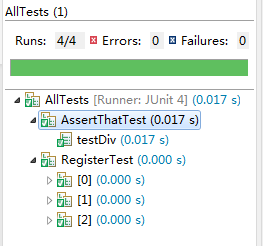 AllTests (1)
Runs: 4/4 Errors: 0 Failures: 0
AllTests [Runner: JUnit 4] (0.017 s)
AssertThatTest (0.017 s)
testDiv (0.017 s)
RegisterTest (0.000 s)
[0] (0.000 s)
[1] (0.000 s)
[2] (0.000 s)